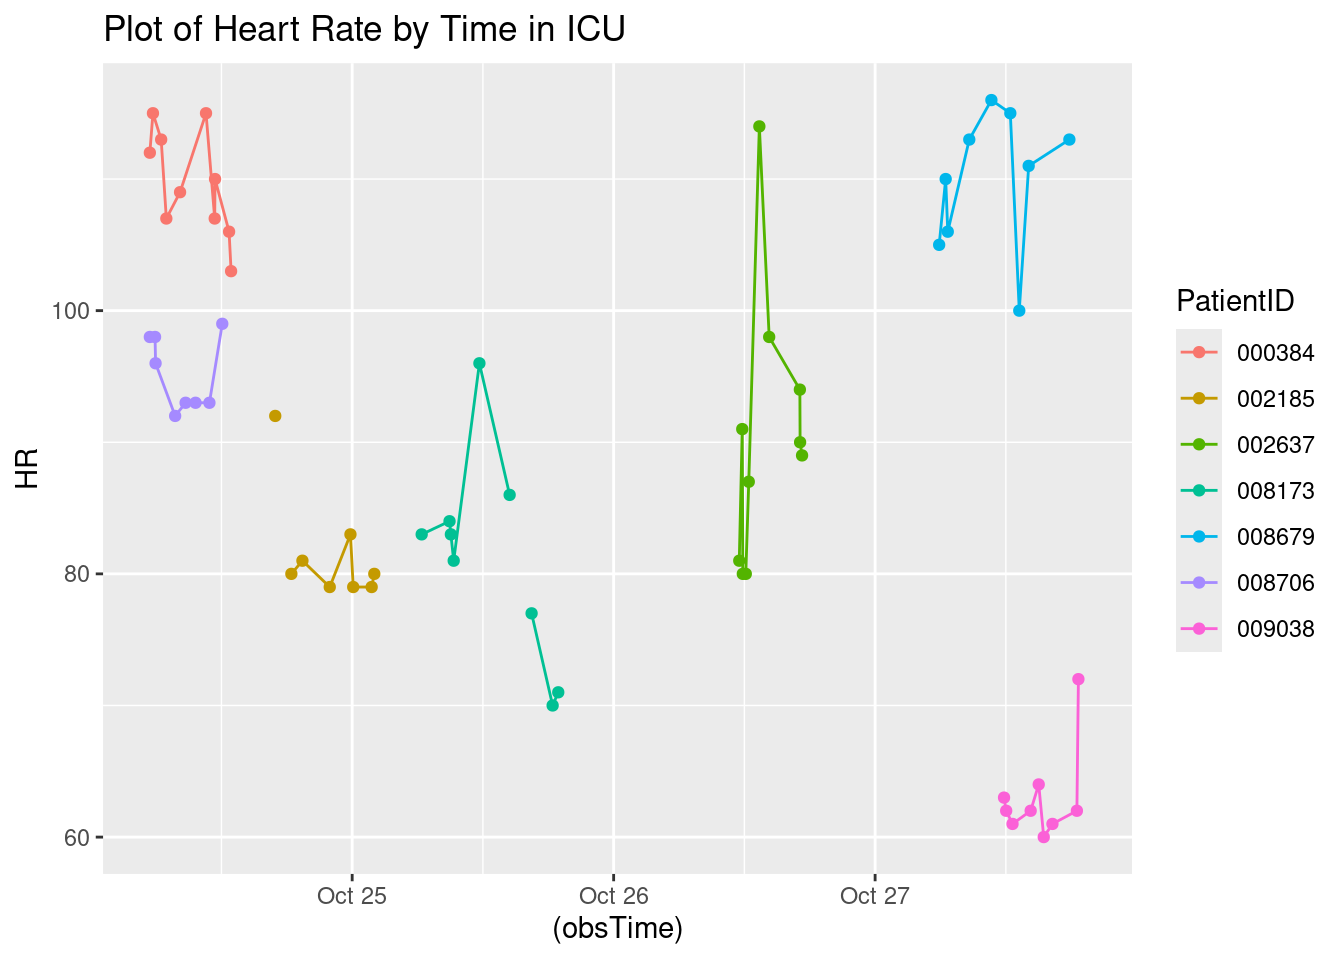 Plot of Heart Rate by Time in ICU
HR
100
80
60
Oct 25
Oct 26
Oct 27
(obsTime)
PatientID
000384
002185
002637
008173
008679
008706
009038